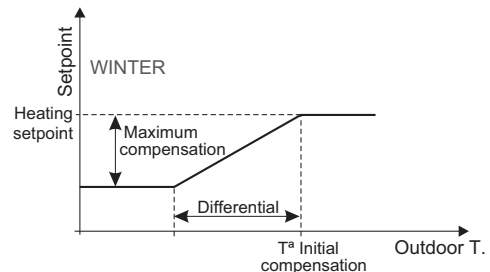 Setpoint
WINTER
Heating
setpoint
Maximum
compensation
Differential
Tª Initial
compensation
Outdoor T.